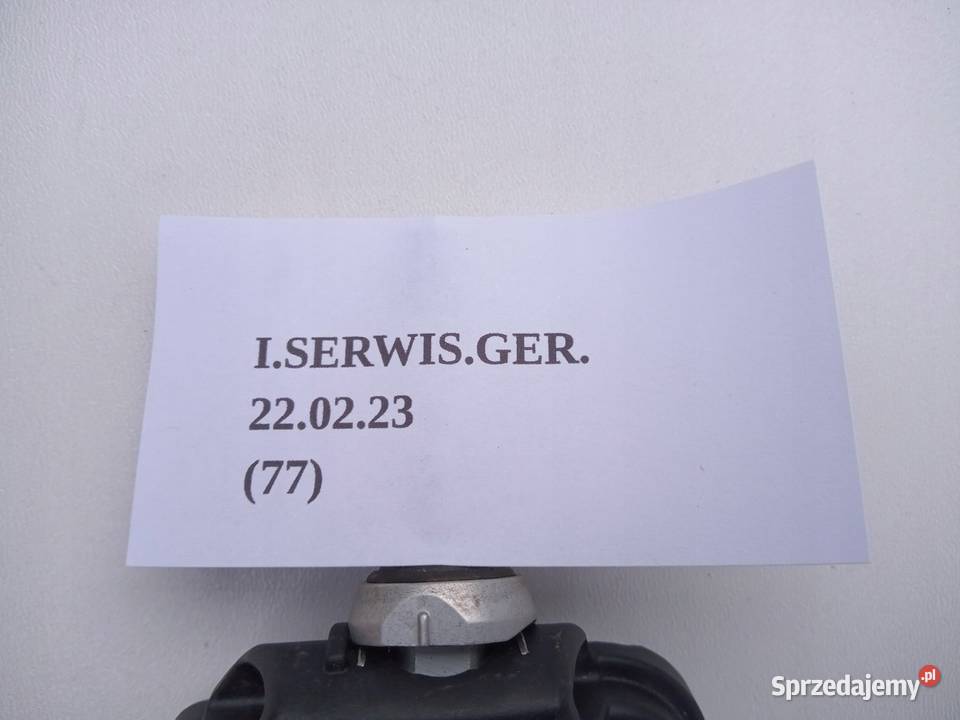 I.SERWIS.GER.
22.02.23
(77)
Sprzedajemy.pl